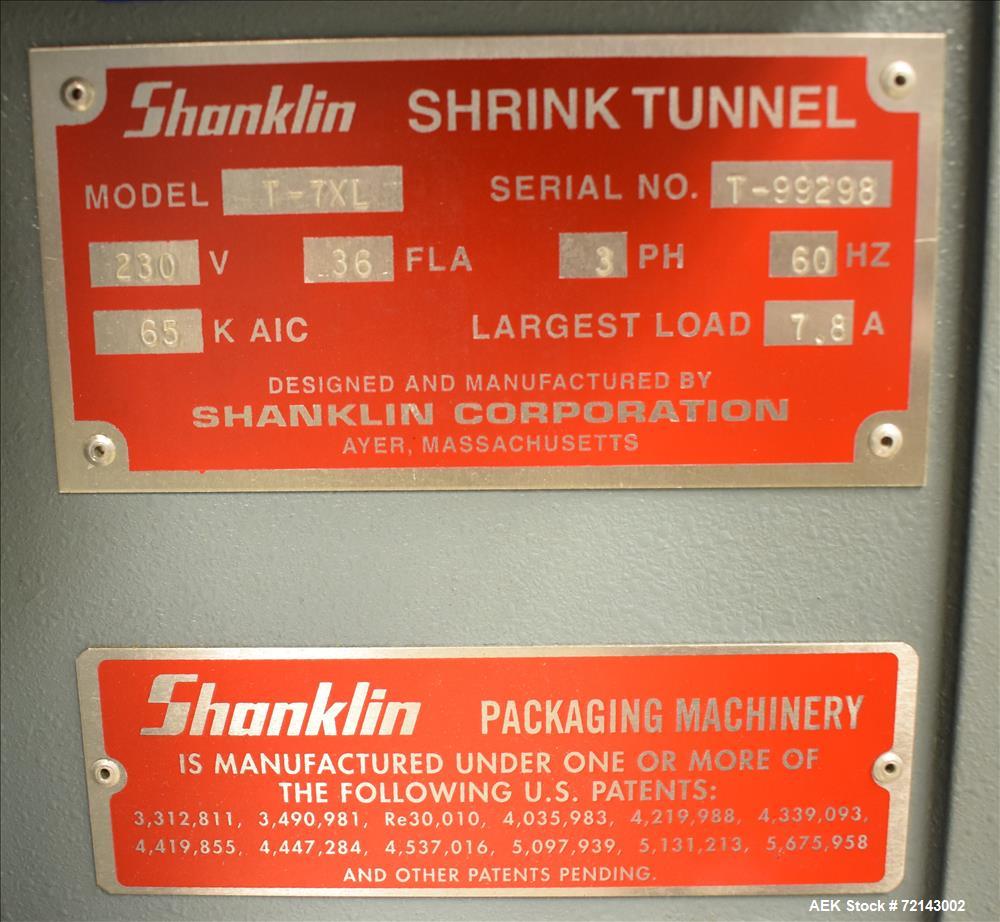 Shanklin SHRINK TUNNEL
MODEL T-7XL SERIAL NO. T-99298
230 V 36 FLA 3 PH 60 HZ
65 K AIC LARGEST LOAD 7.8 A
DESIGNED AND MANUFACTURED BY
SHANKLIN CORPORATION
AYER, MASSACHUSETTS
Shanklin PACKAGING MACHINERY
IS MANUFACTURED UNDER ONE OR MORE OF
THE FOLLOWING U.S. PATENTS:
3,312,811, 3,490,981, Re30,010, 4,035,983, 4,219,988, 4,339,093,
4,419,855, 4,447,284, 4,537,016, 5,097,939, 5,131,213, 5,675,958
AND OTHER PATENTS PENDING.
AEK Stock # 72143002